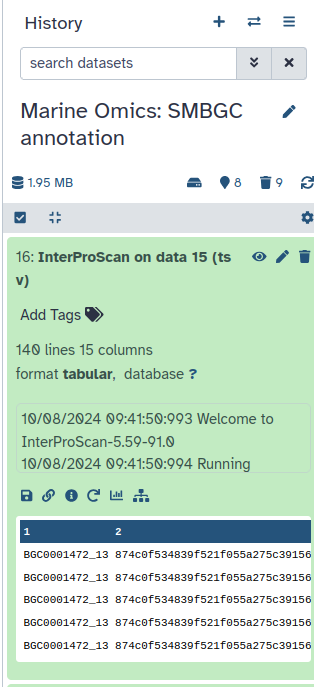 History
search datasets
Marine Omics: SMBGC
annotation
1.95 MB
8
9
16: InterProScan on data 15 (ts
v)
Add Tags
140 lines 15 columns
format tabular, database ?
10/08/2024 09:41:50:993 Welcome to
InterProScan-5.59-91.0
10/08/2024 09:41:50:994 Running
1 2
BGC0001472_13 874c0f534839f521f055a275c39156
BGC0001472_13 874c0f534839f521f055a275c39156
BGC0001472_13 874c0f534839f521f055a275c39156
BGC0001472_13 874c0f534839f521f055a275c39156
BGC0001472_13 874c0f534839f521f055a275c39156